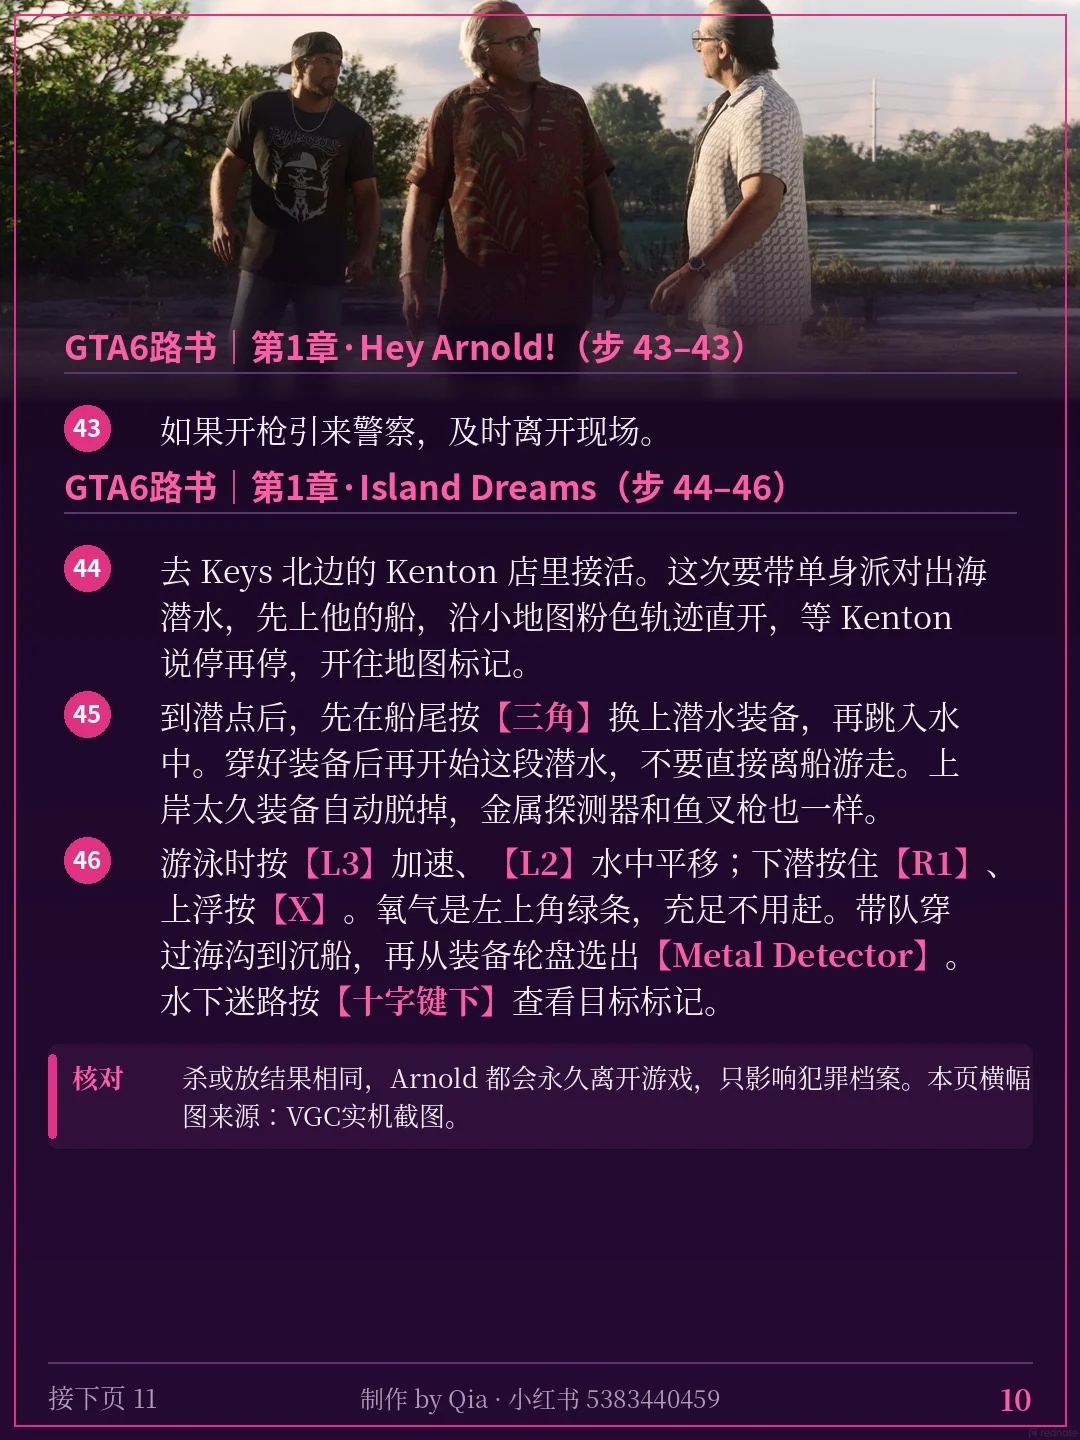 GTA6路书｜第1章·Hey Arnold!（步 43–43）
43 如果开枪引来警察，及时离开现场。
GTA6路书｜第1章·Island Dreams（步 44–46）
44 去 Keys 北边的 Kenton 店里接活。这次要带单身派对出海
潜水，先上他的船，沿小地图粉色轨迹直开，等 Kenton
说停再停，开往地图标记。
45 到潜点后，先在船尾按【三角】换上潜水装备，再跳入水
中。穿好装备后再开始这段潜水，不要直接离船游走。上
岸太久装备自动脱掉，金属探测器和鱼叉枪也一样。
46 游泳时按【L3】加速、【L2】水中平移；下潜按住【R1】、
上浮按【X】。氧气是左上角绿条，充足不用赶。带队穿
过海沟到沉船，再从装备轮盘选出【Metal Detector】。
水下迷路按【十字键下】查看目标标记。
核对 杀或放结果相同，Arnold 都会永久离开游戏，只影响犯罪档案。本页横幅
图来源：VGC实机截图。
接下页 11 制作 by Qia · 小红书 5383440459 10